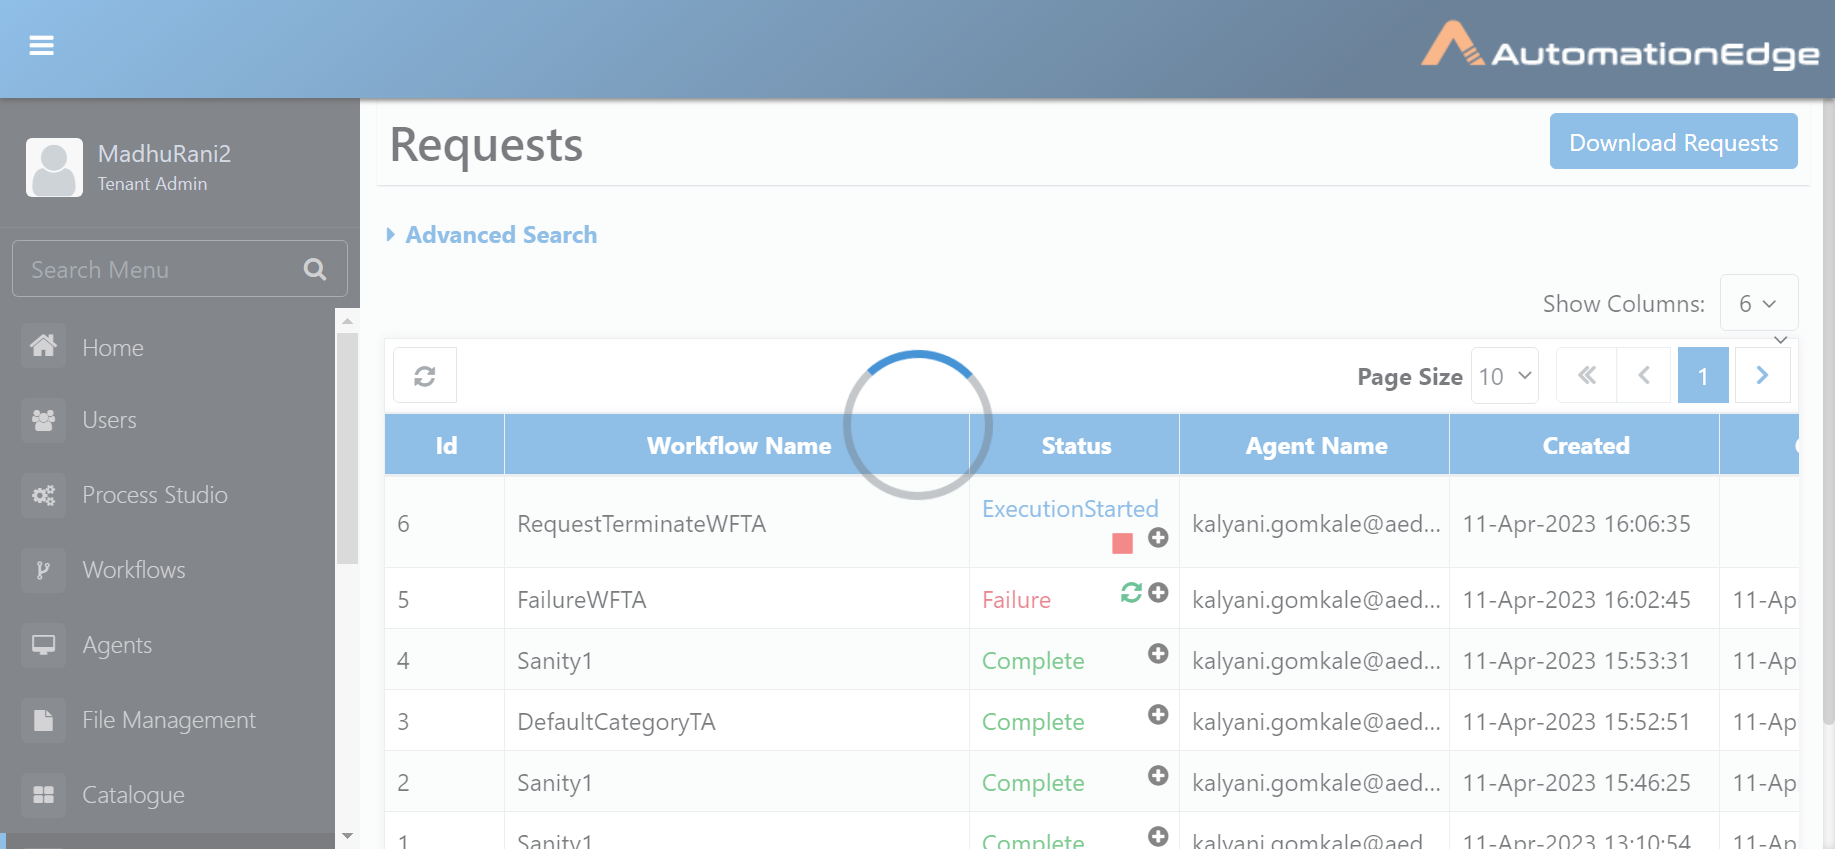 AutomationEdge
MadhuRani2
Tenant Admin
Search Menu
Home
Users
Process Studio
Workflows
Agents
File Management
Catalogue
Requests
Download Requests
Advanced Search
Show Columns: 6
Page Size 10 1
Id Workflow Name Status Agent Name Created
6 RequestTerminateWFTA ExecutionStarted kalyani.gomkale@aed... 11-Apr-2023 16:06:35
5 FailureWFTA Failure kalyani.gomkale@aed... 11-Apr-2023 16:02:45 11-Ap
4 Sanity1 Complete kalyani.gomkale@aed... 11-Apr-2023 15:53:31 11-Ap
3 DefaultCategoryTA Complete kalyani.gomkale@aed... 11-Apr-2023 15:52:51 11-Ap
2 Sanity1 Complete kalyani.gomkale@aed... 11-Apr-2023 15:46:25 11-Ap
1 Sanity1 Complete kalyani.gomkale@aed... 11-Apr-2023 13:10:54 11-Ap